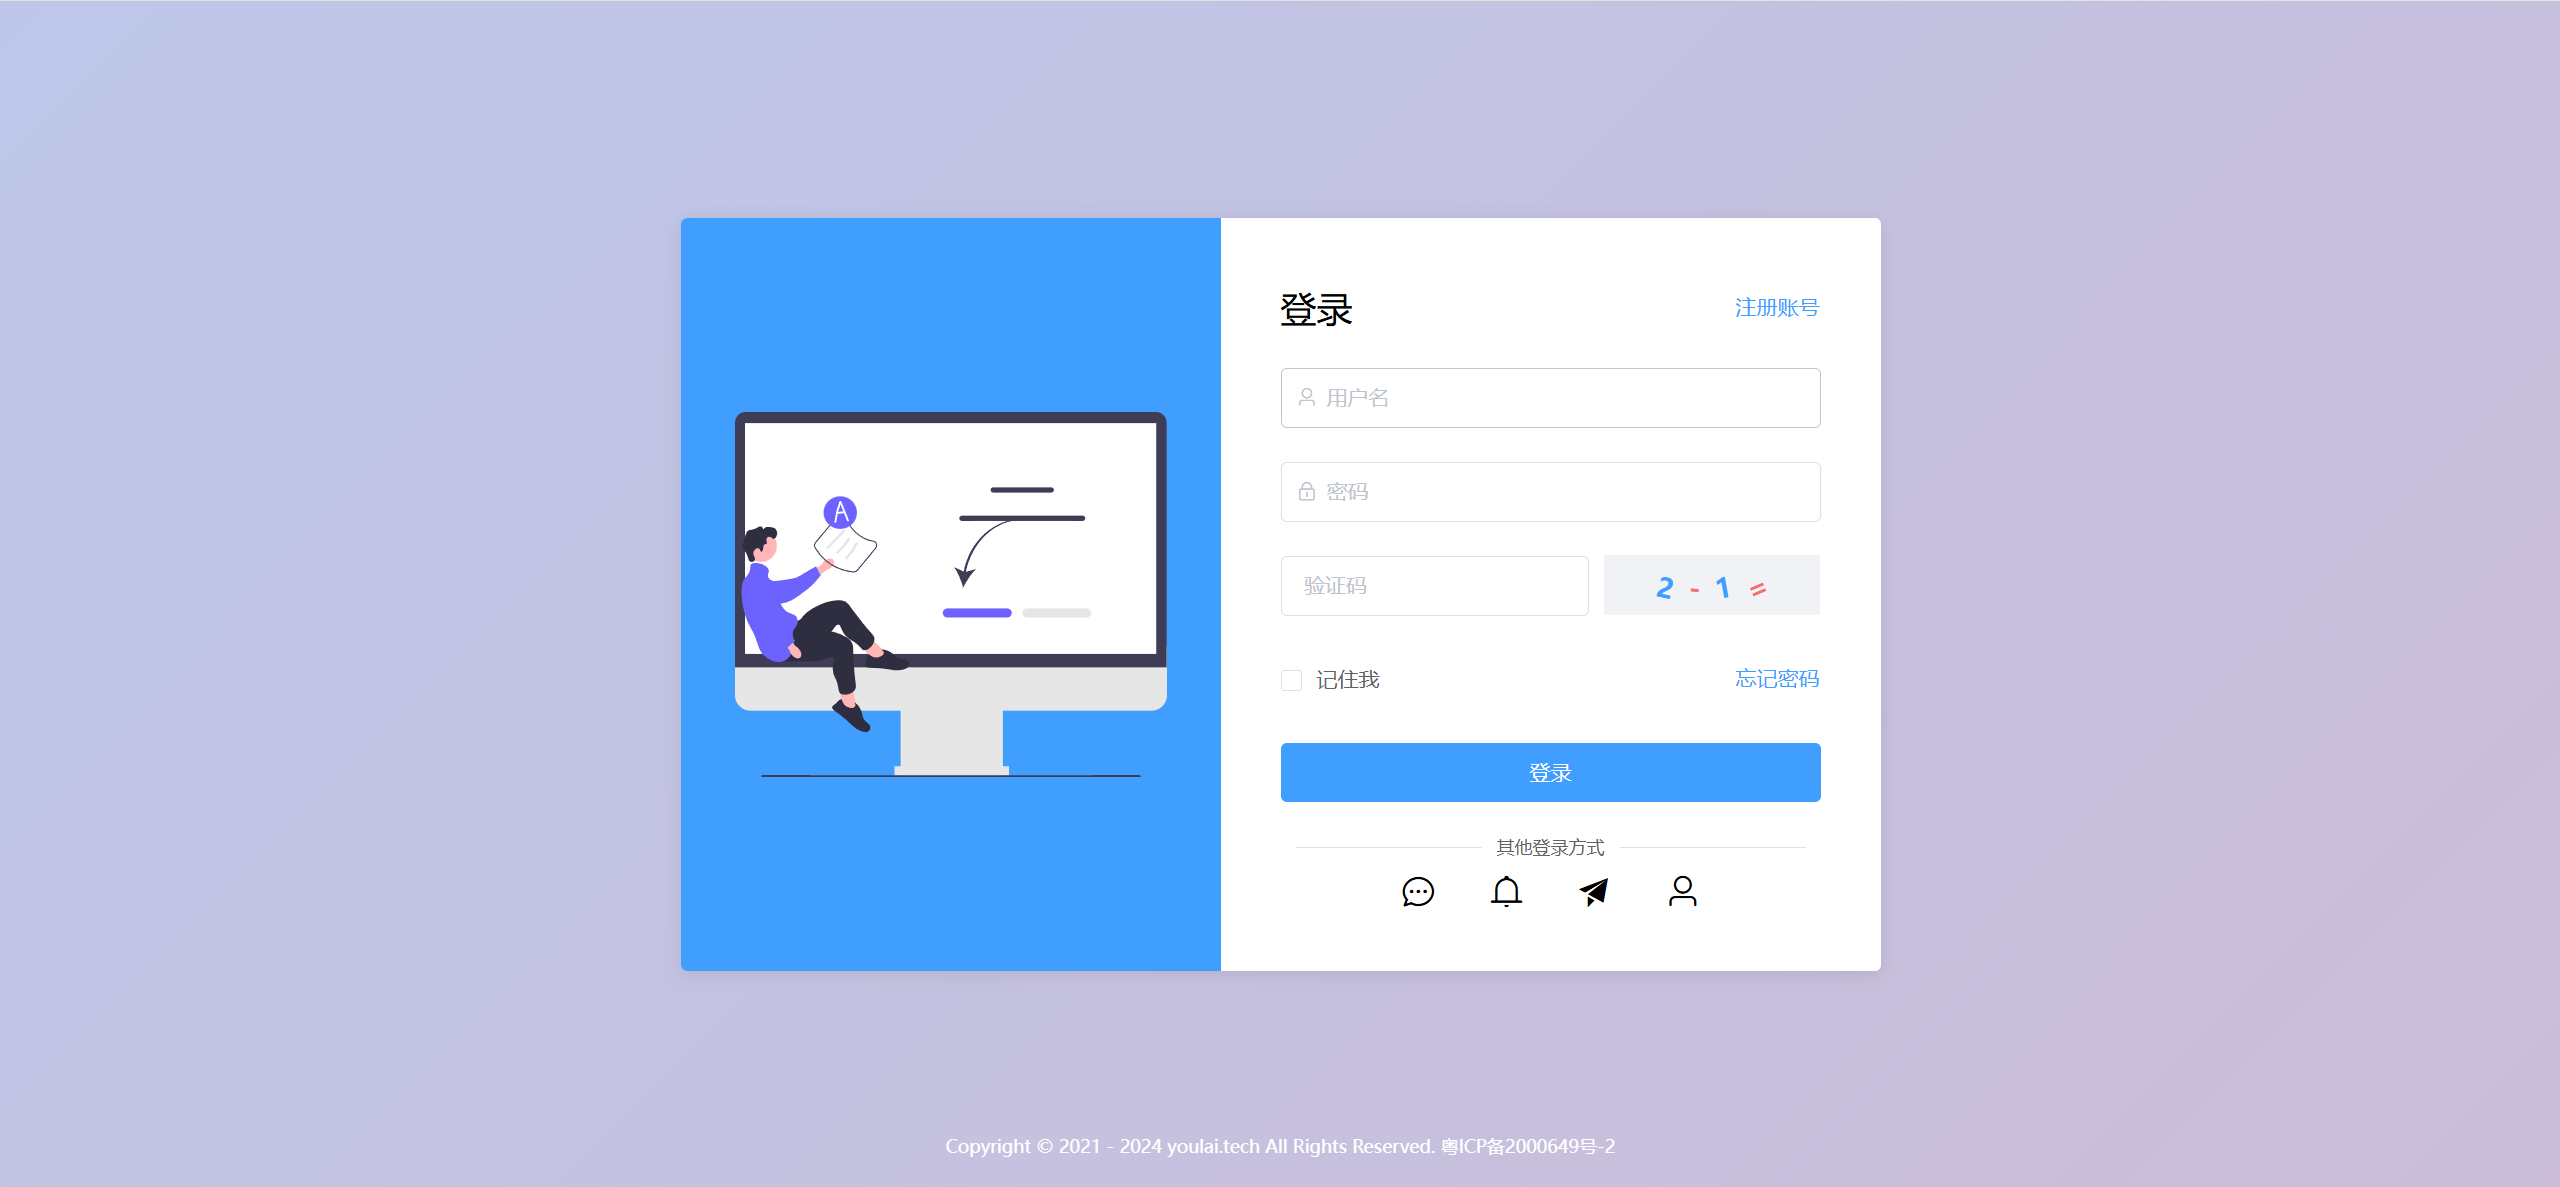 A
登录
注册账号
用户名
密码
验证码
2 - 1 =
记住我
忘记密码
登录
其他登录方式
Copyright © 2021 - 2024 youlai.tech All Rights Reserved. 粤ICP备2000649号-2